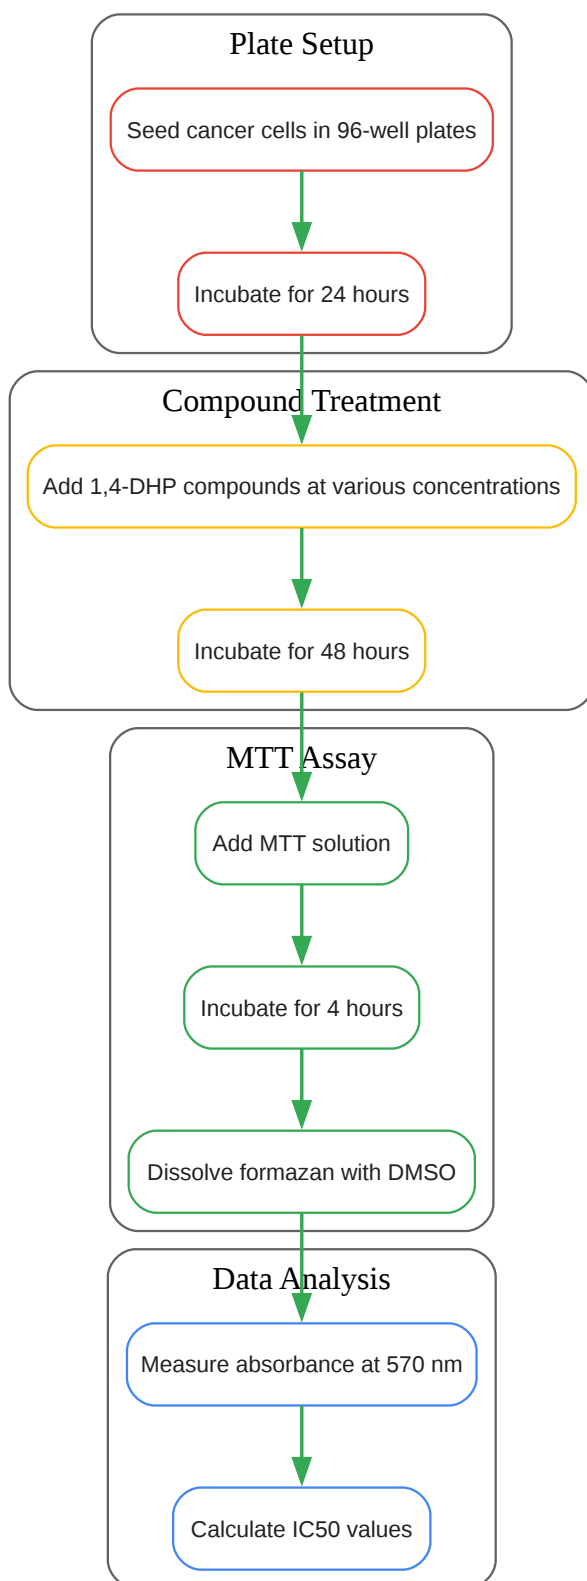 Plate Setup
Seed cancer cells in 96-well plates
Incubate for 24 hours
Compound Treatment
Add 1,4-DHP compounds at various concentrations
Incubate for 48 hours
MTT Assay
Add MTT solution
Incubate for 4 hours
Dissolve formazan with DMSO
Data Analysis
Measure absorbance at 570 nm
Calculate IC50 values